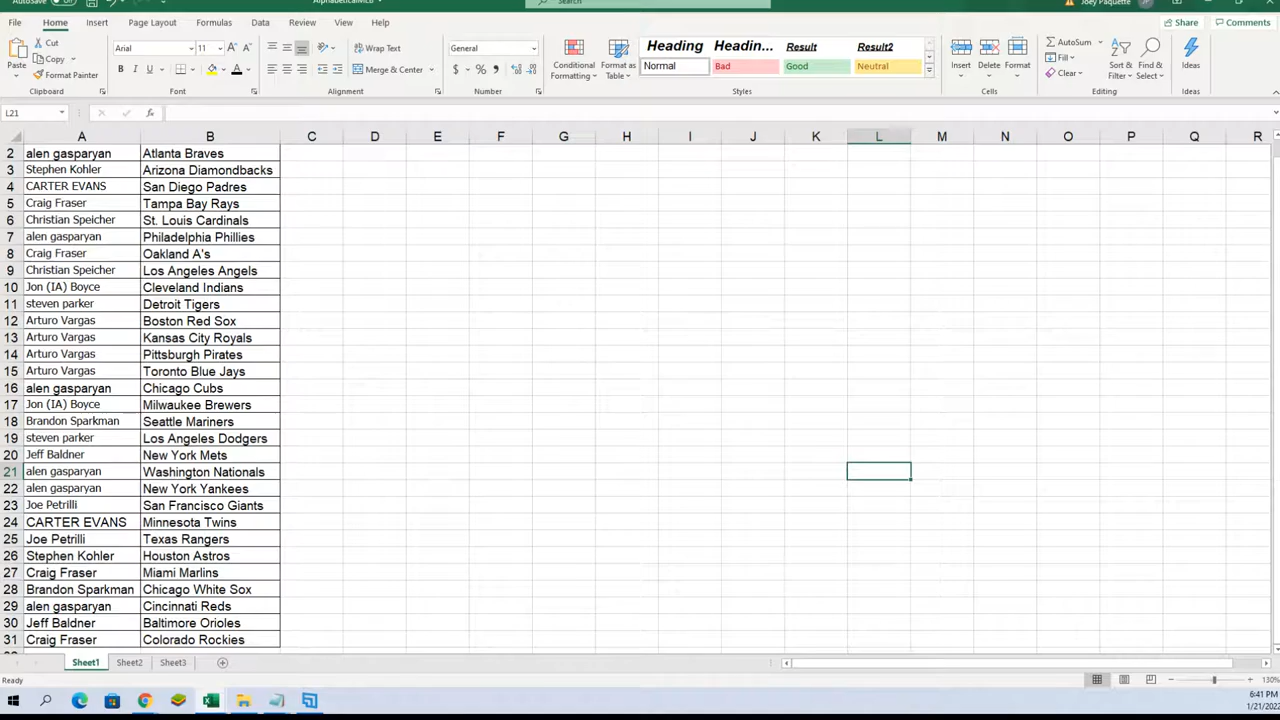 AutoSave
AlphabeticalMLB
Search
Joey Paquette
JP
File Home Insert Page Layout Formulas Data Review View Help
Share Comments
Cut
Copy
Format Painter
Paste
Arial 11
B I U
Wrap Text
Merge & Center
General
$ % ,
Conditional Formatting
Format as Table
Heading Headin... Result Result2
Normal Bad Good Neutral
Insert Delete Format
AutoSum
Fill
Clear
Sort & Filter
Find & Select
Ideas
Clipboard Font Alignment Number Styles Cells Editing Ideas
L21 fx
A B C D E F G H I J K L M N O P Q R
2 alen gasparyan Atlanta Braves
3 Stephen Kohler Arizona Diamondbacks
4 CARTER EVANS San Diego Padres
5 Craig Fraser Tampa Bay Rays
6 Christian Speicher St. Louis Cardinals
7 alen gasparyan Philadelphia Phillies
8 Craig Fraser Oakland A's
9 Christian Speicher Los Angeles Angels
10 Jon (IA) Boyce Cleveland Indians
11 steven parker Detroit Tigers
12 Arturo Vargas Boston Red Sox
13 Arturo Vargas Kansas City Royals
14 Arturo Vargas Pittsburgh Pirates
15 Arturo Vargas Toronto Blue Jays
16 alen gasparyan Chicago Cubs
17 Jon (IA) Boyce Milwaukee Brewers
18 Brandon Sparkman Seattle Mariners
19 steven parker Los Angeles Dodgers
20 Jeff Baldner New York Mets
21 alen gasparyan Washington Nationals
22 alen gasparyan New York Yankees
23 Joe Petrilli San Francisco Giants
24 CARTER EVANS Minnesota Twins
25 Joe Petrilli Texas Rangers
26 Stephen Kohler Houston Astros
27 Craig Fraser Miami Marlins
28 Brandon Sparkman Chicago White Sox
29 alen gasparyan Cincinnati Reds
30 Jeff Baldner Baltimore Orioles
31 Craig Fraser Colorado Rockies
Sheet1 Sheet2 Sheet3
Ready
130%
6:41 PM